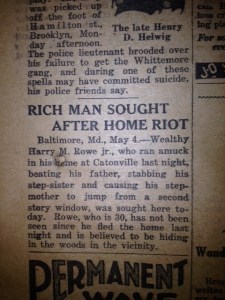 was picked up
off the foot of
Hamilton st.,
Brooklyn, Mon-
day afternoon.
The late Henry
D. Helwig
The police lieutenant brooded over
his failure to get the Whittemore
gang, and during one of these
spells may have committed suicide,
his police friends say.
RICH MAN SOUGHT
AFTER HOME RIOT
Baltimore, Md., May 4.—Wealthy
Harry M. Rowe jr., who ran amuck
in his home at Catonville last night,
beating his father, stabbing his
step-sister and causing his step-
mother to jump from a second
story window, was sought here to-
day. Rowe, who is 30, has not been
seen since he fled the home last
night and is believed to be hiding
in the woods in the vicinity.
PERMANENT